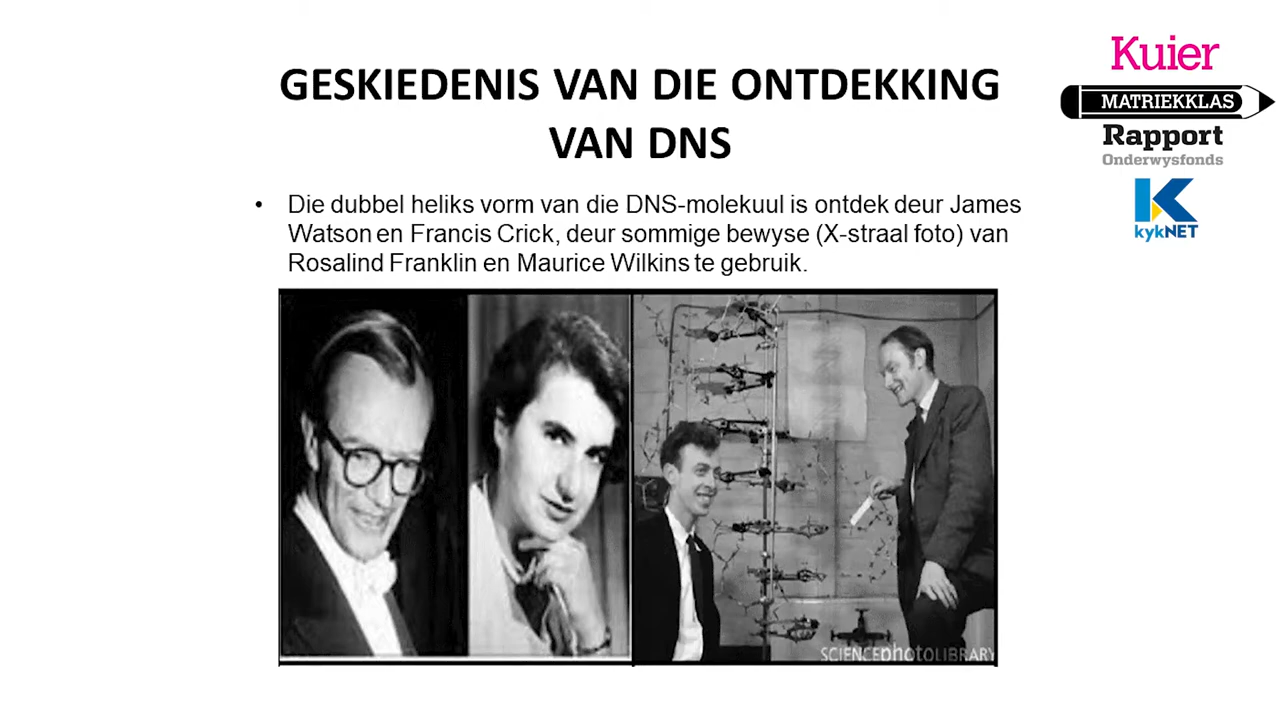 GESKIEDENIS VAN DIE ONTDEKKING
VAN DNS
Kuier
MATRIEKKLAS
Rapport
Onderwysfonds
kykNET
• Die dubbel heliks vorm van die DNS-molekuul is ontdek deur James
Watson en Francis Crick, deur sommige bewyse (X-straal foto) van
Rosalind Franklin en Maurice Wilkins te gebruik.
SCIENCEphotoLIBRARY